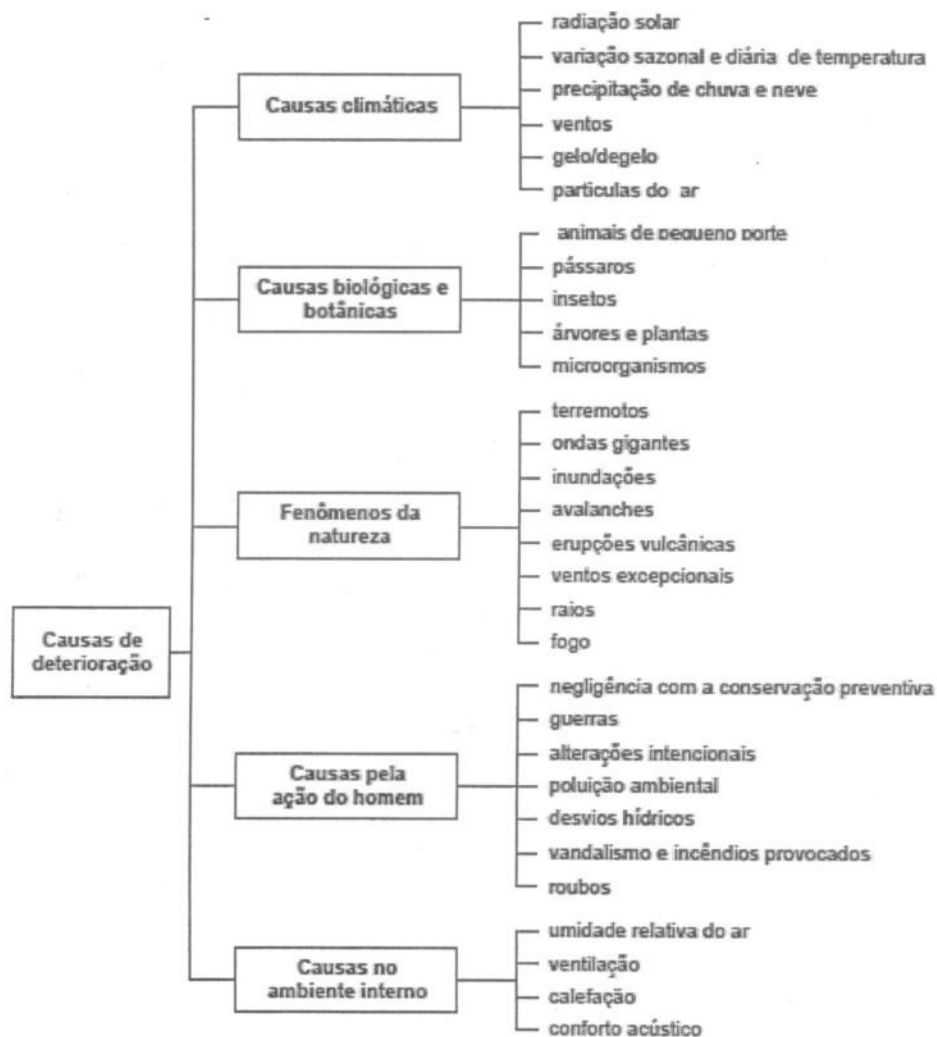 Causas de
deterioração
Causas climáticas
radiação solar
variação sazonal e diária de temperatura
precipitação de chuva e neve
ventos
gelo/degelo
particulas do ar
Causas biológicas e
botânicas
animais de pequeno porte
pássaros
insetos
árvores e plantas
microorganismos
Fenômenos da
natureza
terremotos
ondas gigantes
inundações
avalanches
erupções vulcânicas
ventos excepcionais
raios
fogo
Causas pela
ação do homem
negligência com a conservação preventiva
guerras
alterações intencionais
poluição ambiental
desvios hídricos
vandalismo e incêndios provocados
roubos
Causas no
ambiente interno
umidade relativa do ar
ventilação
calefação
conforto acústico